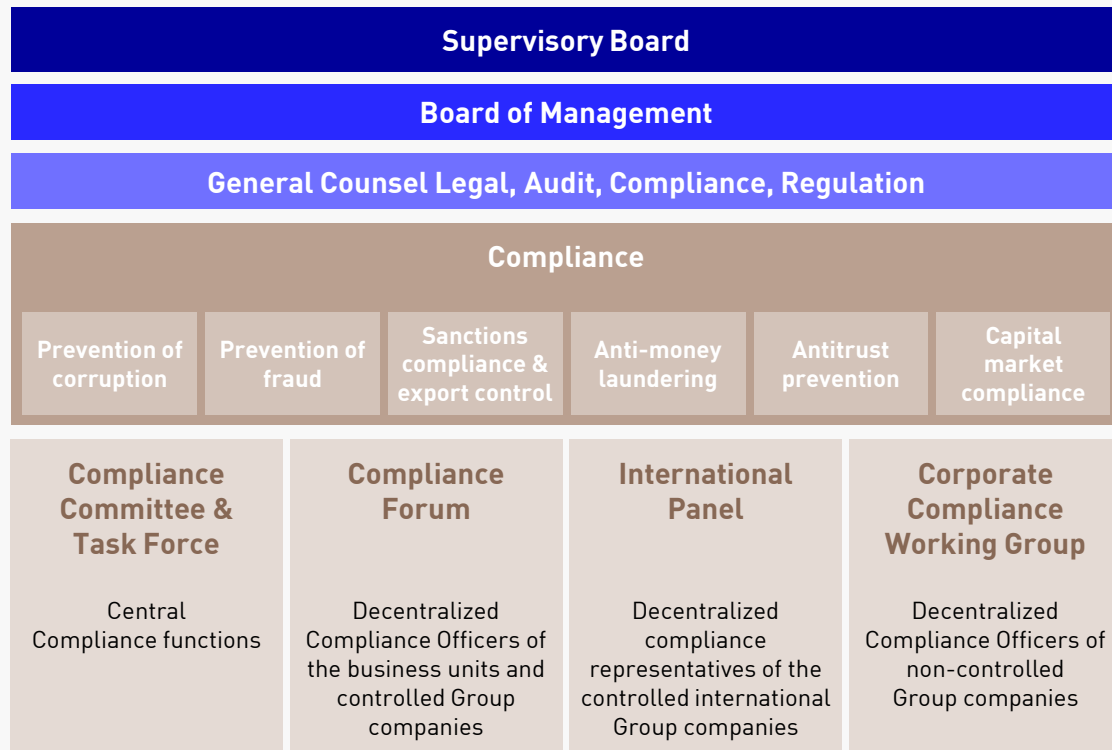 Supervisory Board
Board of Management
General Counsel Legal, Audit, Compliance, Regulation
Compliance
Prevention of
corruption
Prevention of
fraud
Sanctions
compliance &
export control
Anti-money
laundering
Antitrust
prevention
Capital
market
compliance
Compliance
Committee &
Task Force
Central
Compliance functions
Compliance
Forum
Decentralized
Compliance Officers of
the business units and
controlled Group
companies
International
Panel
Decentralized
compliance
representatives of the
controlled international
Group companies
Corporate
Compliance
Working Group
Decentralized
Compliance Officers of
non-controlled
Group companies